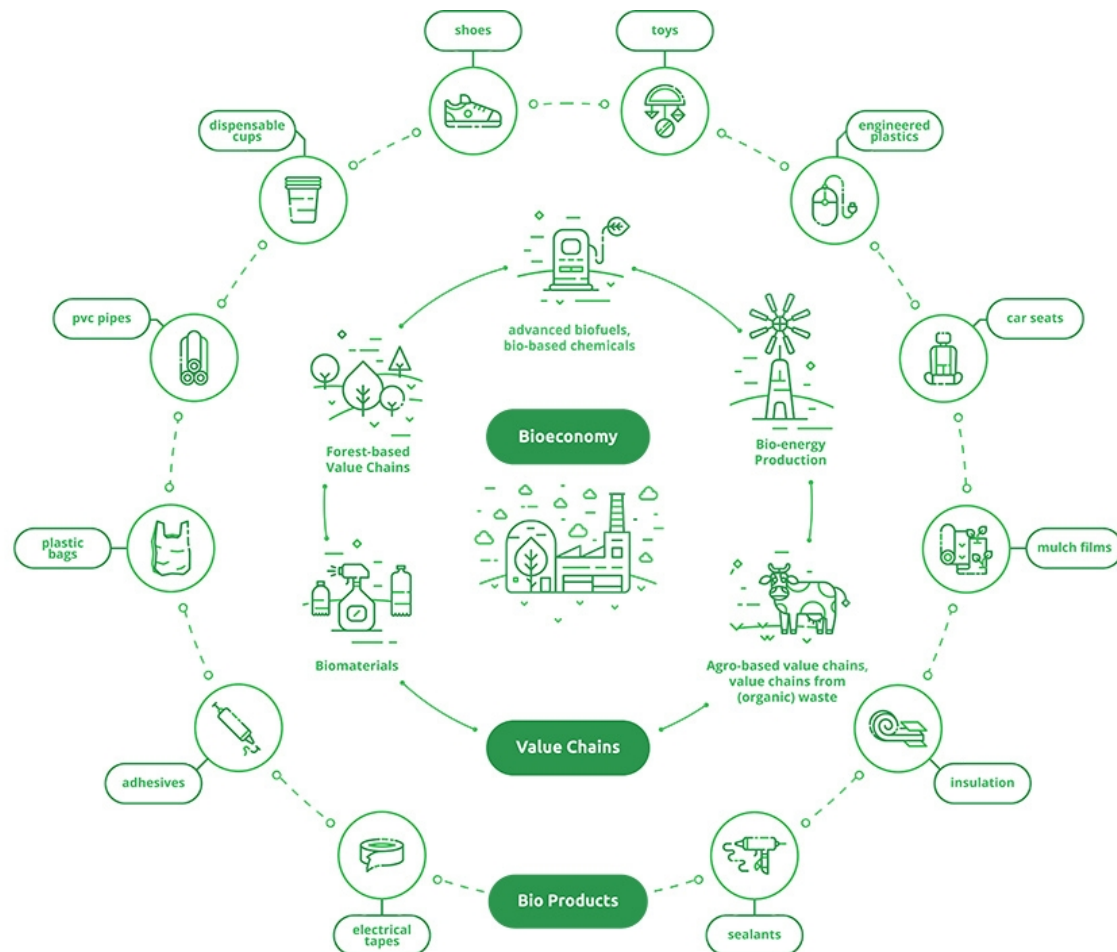 shoes
toys
dispensable
cups
engineered
plastics
pvc pipes
car seats
advanced biofuels,
bio-based chemicals
Forest-based
Value Chains
Bioeconomy
Bio-energy
Production
plastic
bags
mulch films
Biomaterials
Agro-based value chains,
value chains from
(organic) waste
Value Chains
adhesives
insulation
Bio Products
electrical
tapes
sealants